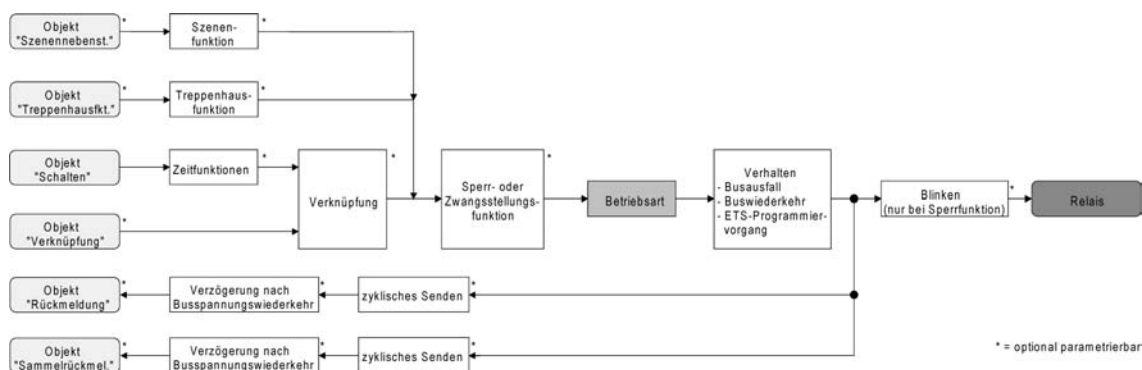 Objekt
"Szenennebenst."
*
Szenen-
funktion
*
Objekt
"Treppenhausfkt."
*
Treppenhaus-
funktion
*
Objekt
"Schalten"
Zeitfunktionen
*
Objekt
"Verknüpfung"
*
Verknüpfung
*
Sperr- oder
Zwangsstellungs-
funktion
*
Betriebsart
Verhalten
- Busausfall
- Buswiederkehr
- ETS-Programmier-
vorgang
Blinken
(nur bei Sperrfunktion)
*
Relais
Objekt
"Rückmeldung"
*
Verzögerung nach
Busspannungswiederkehr
*
zyklisches Senden
*
Objekt
"Sammelrückmel."
*
Verzögerung nach
Busspannungswiederkehr
*
zyklisches Senden
*
* = optional parametrierbar